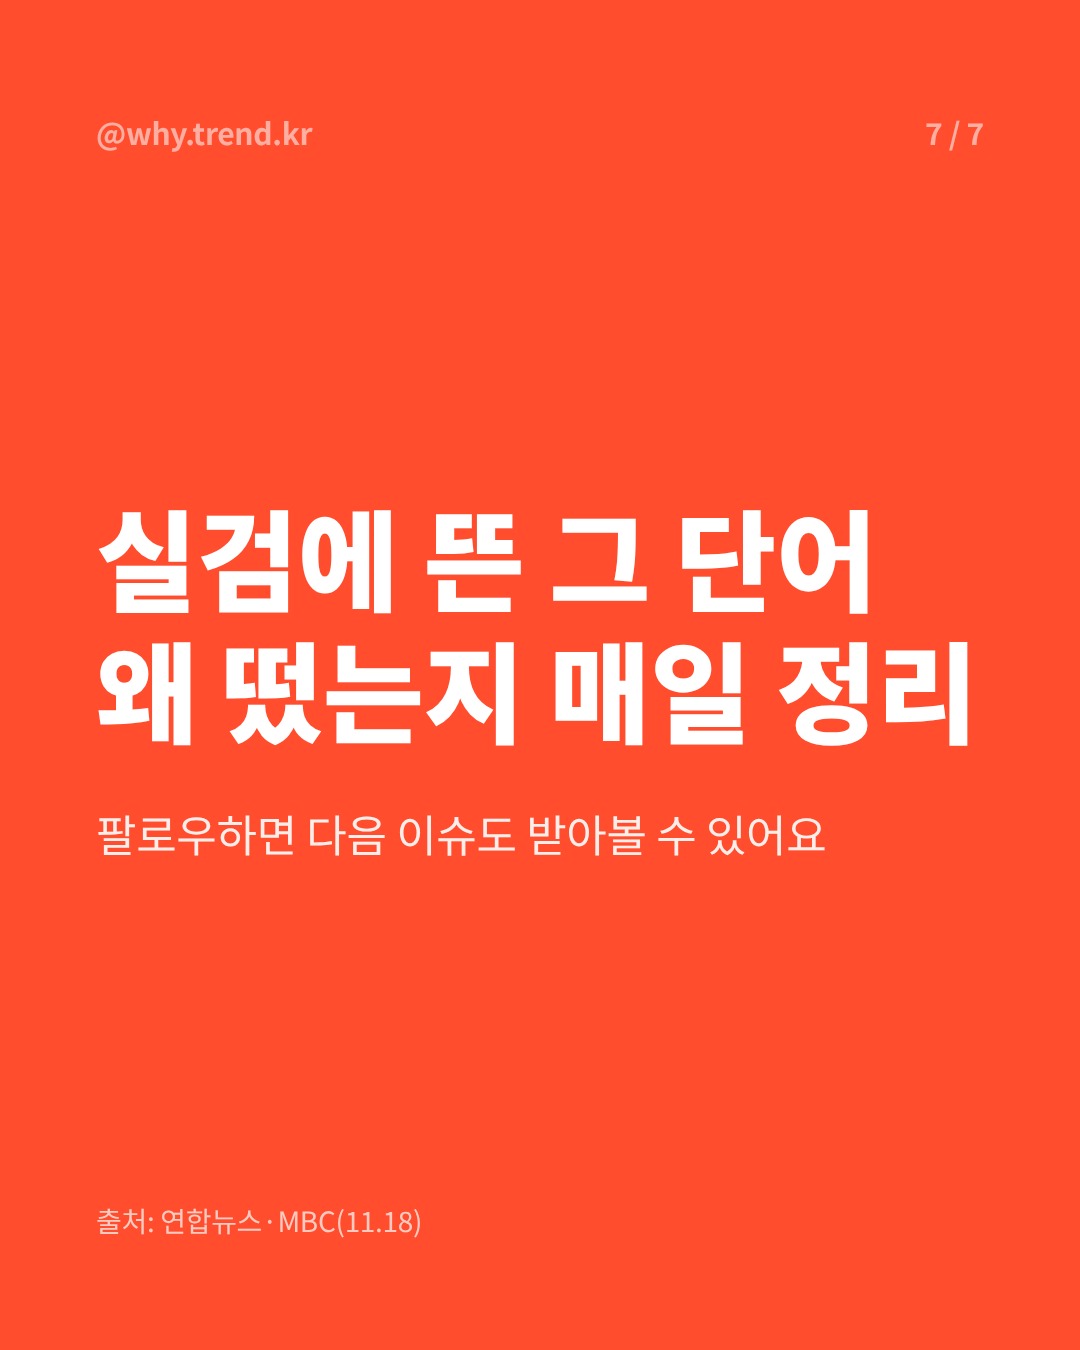 @why.trend.kr
7 / 7
실검에 뜬 그 단어
왜 떴는지 매일 정리
팔로우하면 다음 이슈도 받아볼 수 있어요
출처: 연합뉴스·MBC(11.18)